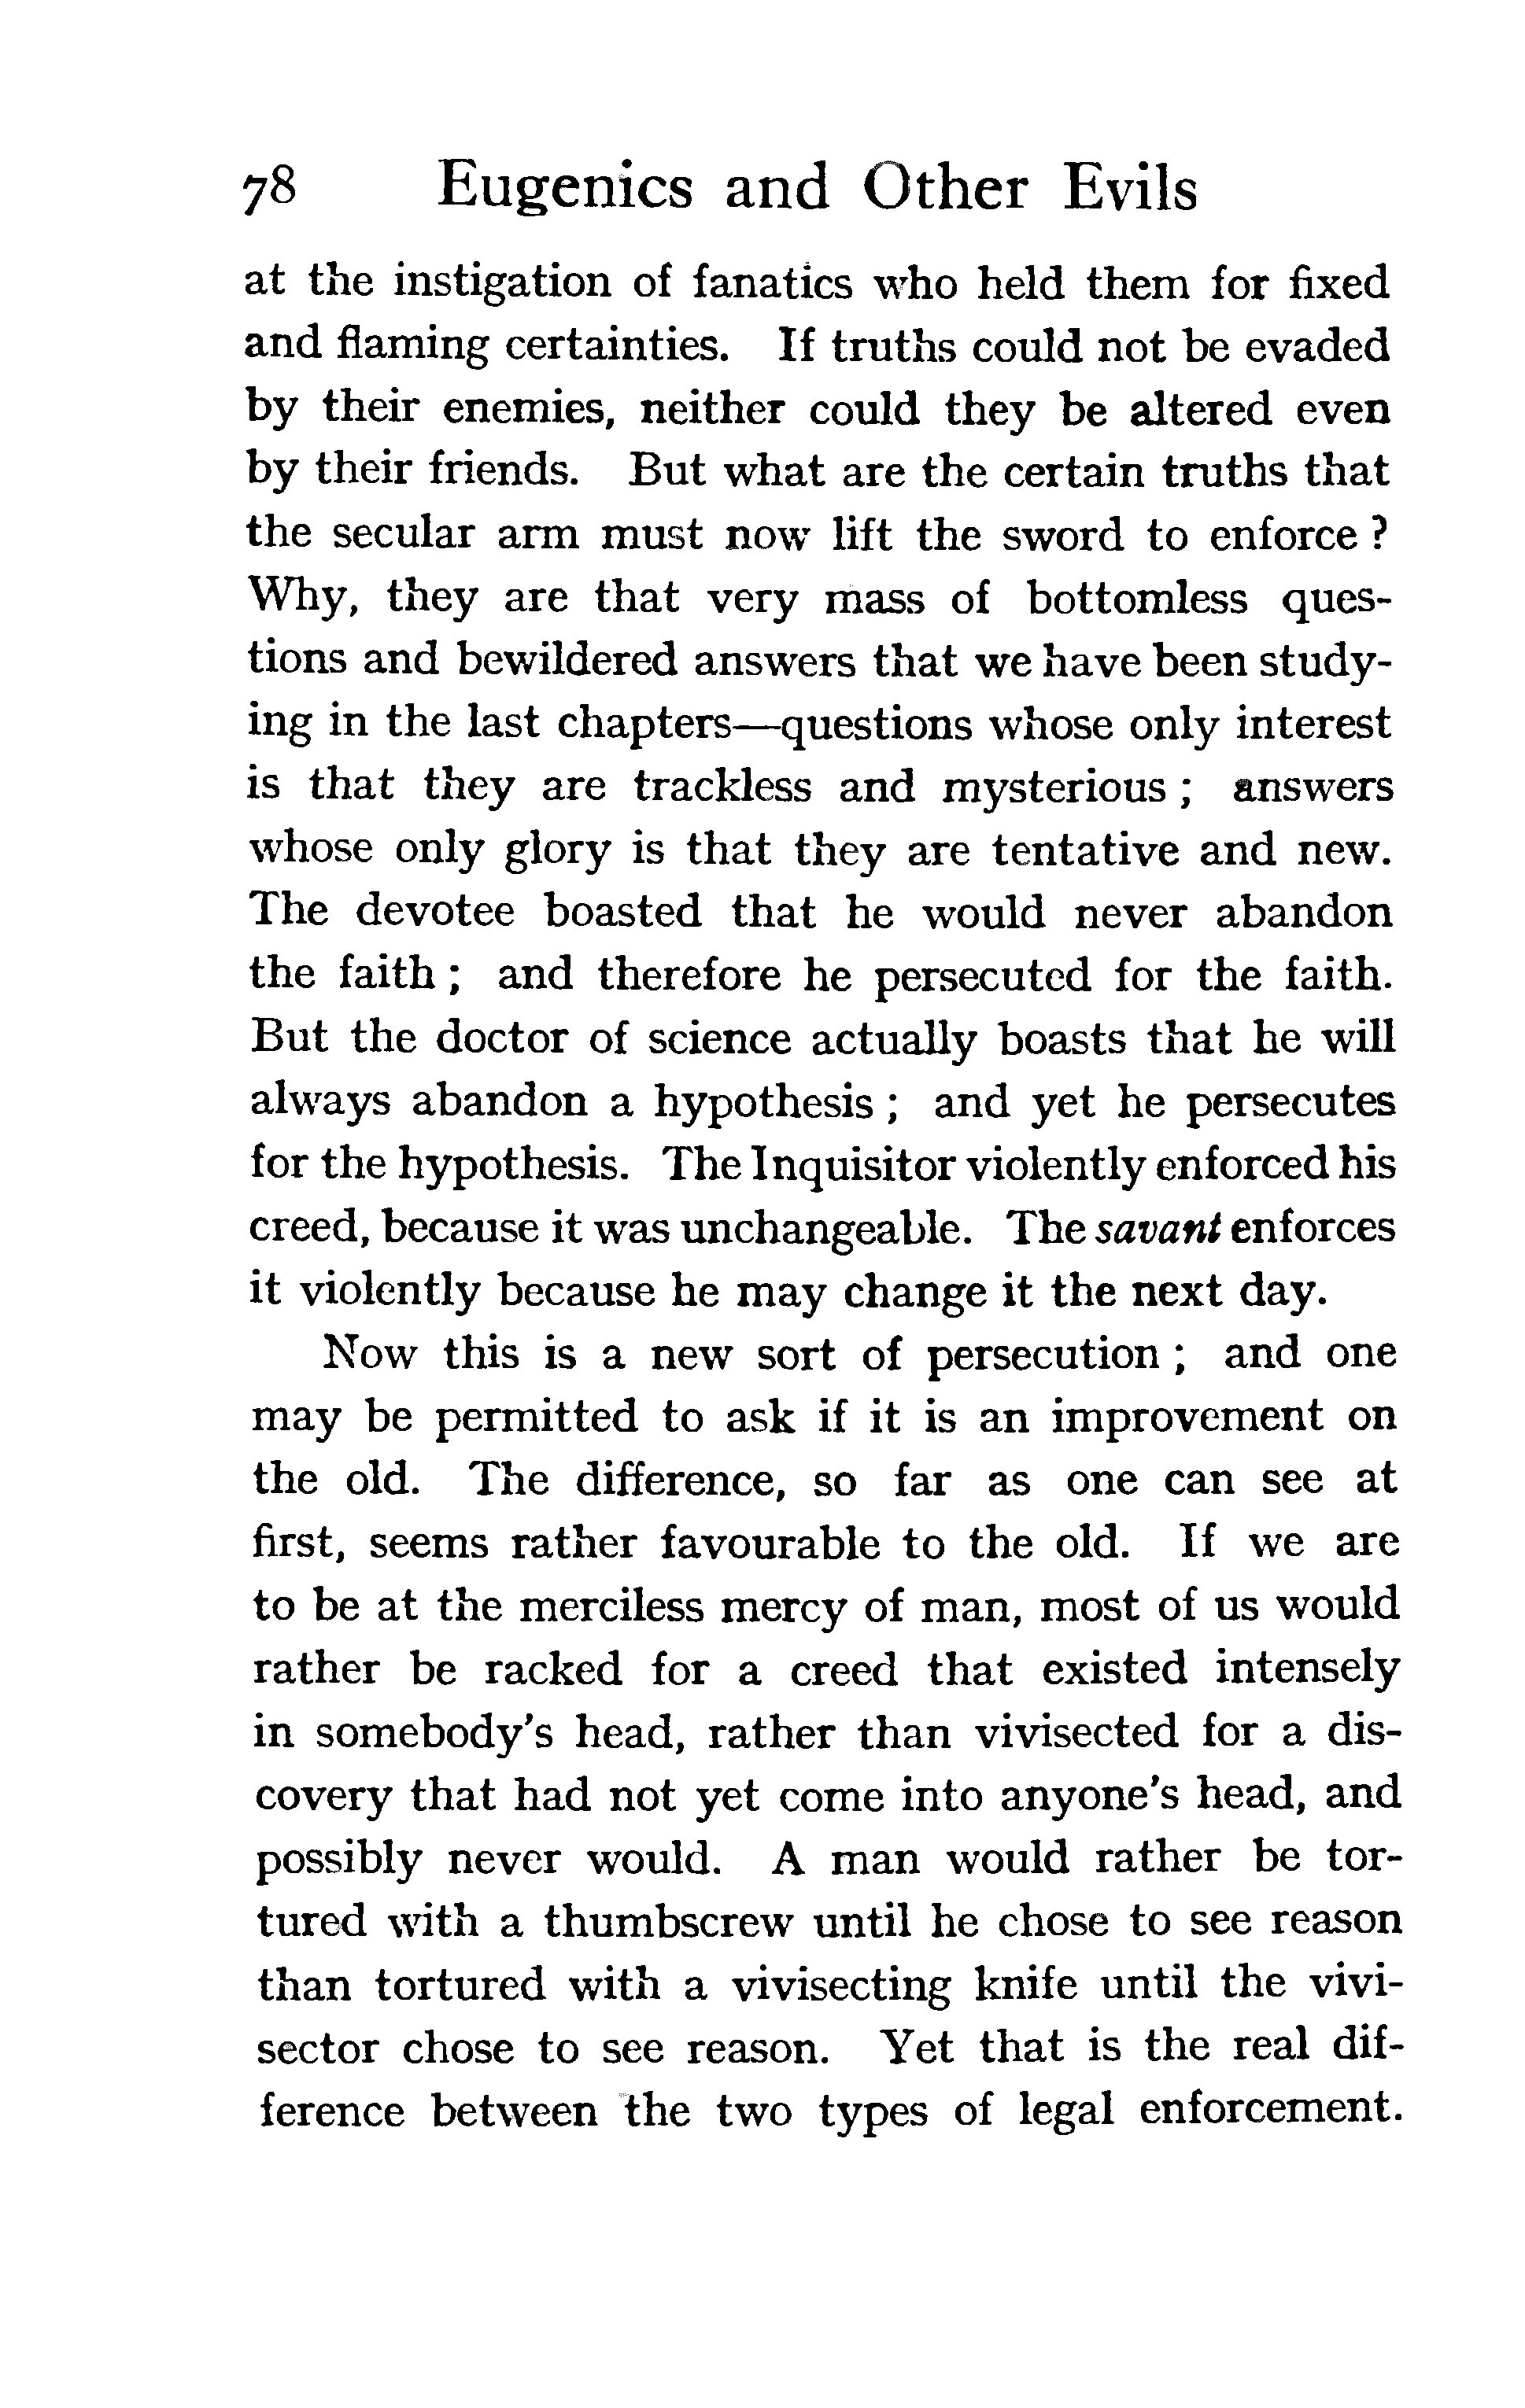 78 Eugenics and Other Evils
at the instigation of fanatics who held them for fixed
and flaming certainties. If truths could not be evaded
by their enemies, neither could they be altered even
by their friends. But what are the certain truths that
the secular arm must now lift the sword to enforce ?
Why, they are that very mass of bottomless ques-
tions and bewildered answers that we have been study-
ing in the last chapters—questions whose only interest
is that they are trackless and mysterious ; answers
whose only glory is that they are tentative and new.
The devotee boasted that he would never abandon
the faith ; and therefore he persecuted for the faith.
But the doctor of science actually boasts that he will
always abandon a hypothesis ; and yet he persecutes
for the hypothesis. The Inquisitor violently enforced his
creed, because it was unchangeable. The savant enforces
it violently because he may change it the next day.
Now this is a new sort of persecution ; and one
may be permitted to ask if it is an improvement on
the old. The difference, so far as one can see at
first, seems rather favourable to the old. If we are
to be at the merciless mercy of man, most of us would
rather be racked for a creed that existed intensely
in somebody's head, rather than vivisected for a dis-
covery that had not yet come into anyone's head, and
possibly never would. A man would rather be tor-
tured with a thumbscrew until he chose to see reason
than tortured with a vivisecting knife until the vivi-
sector chose to see reason. Yet that is the real dif-
ference between the two types of legal enforcement.